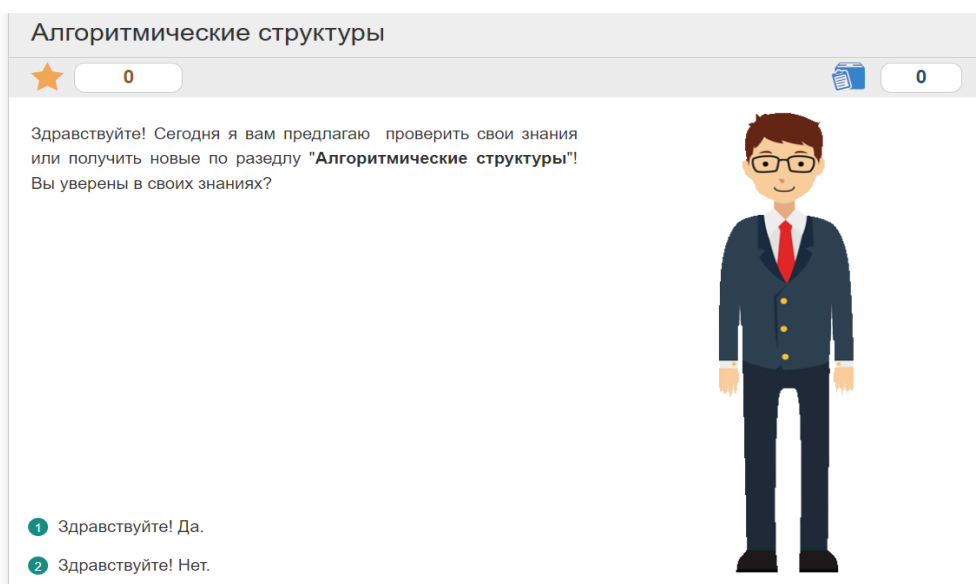 Алгоритмические структуры
0
0
Здравствуйте! Сегодня я вам предлагаю проверить свои знания
или получить новые по разедлу "Алгоритмические структуры"!
Вы уверены в своих знаниях?
1 Здравствуйте! Да.
2 Здравствуйте! Нет.